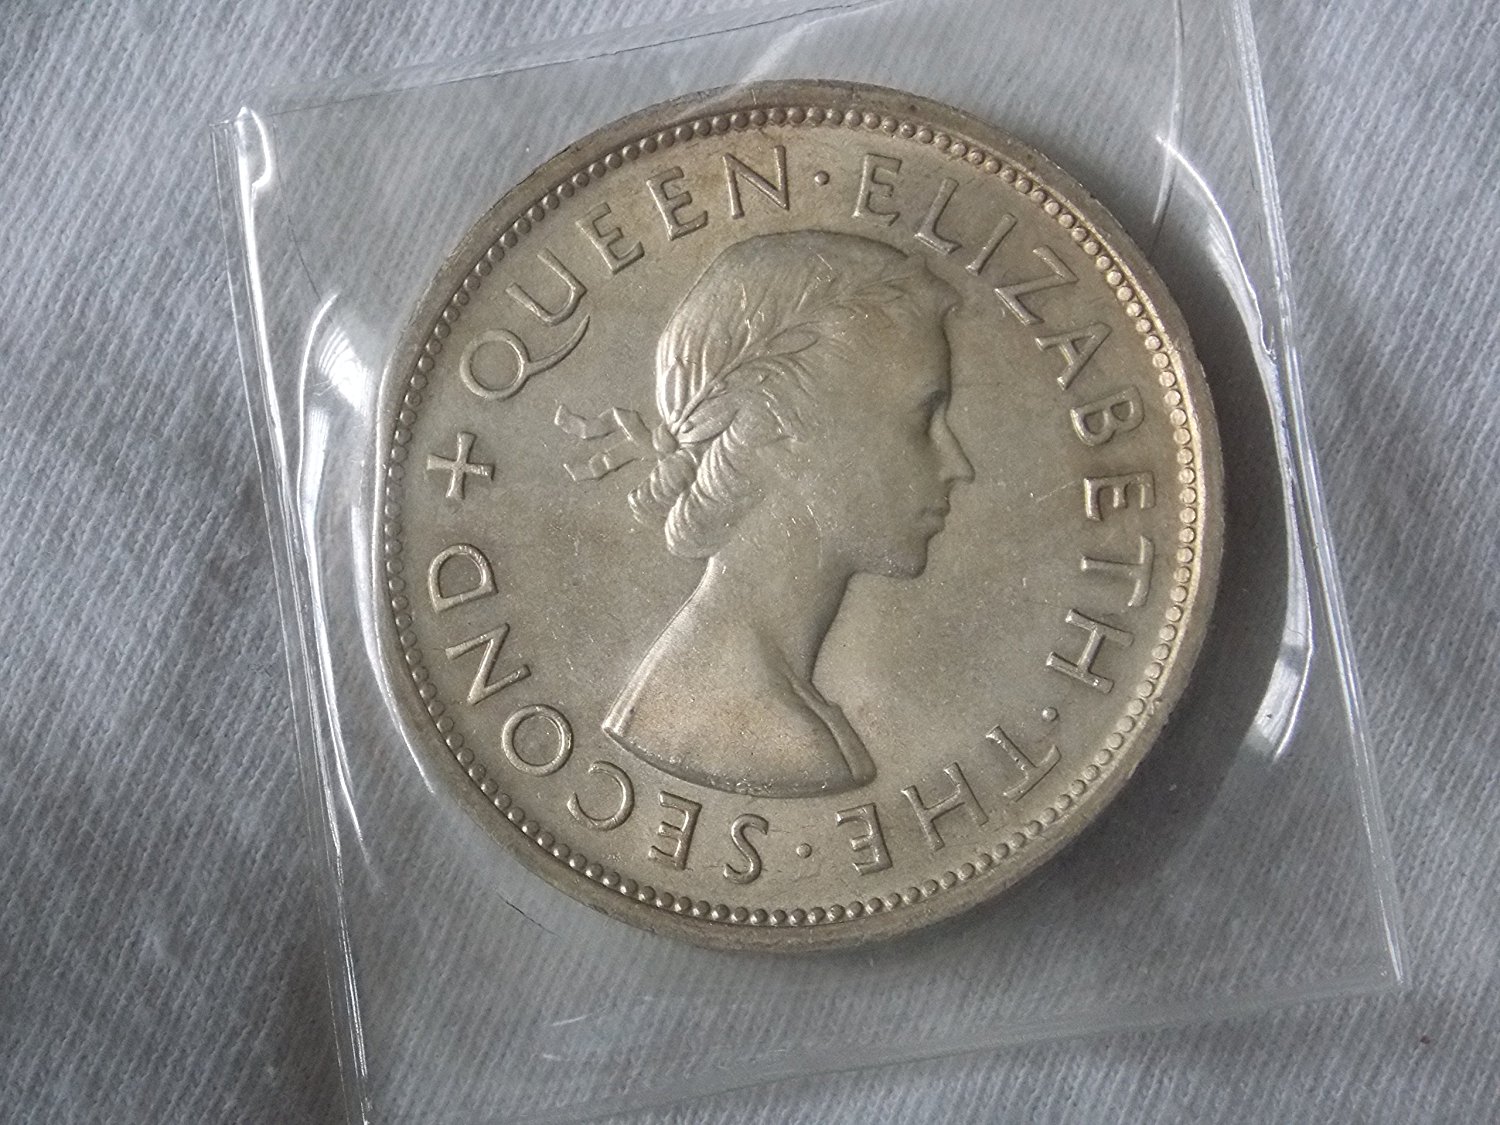 + QUEEN · ELIZABETH · THE · SECOND